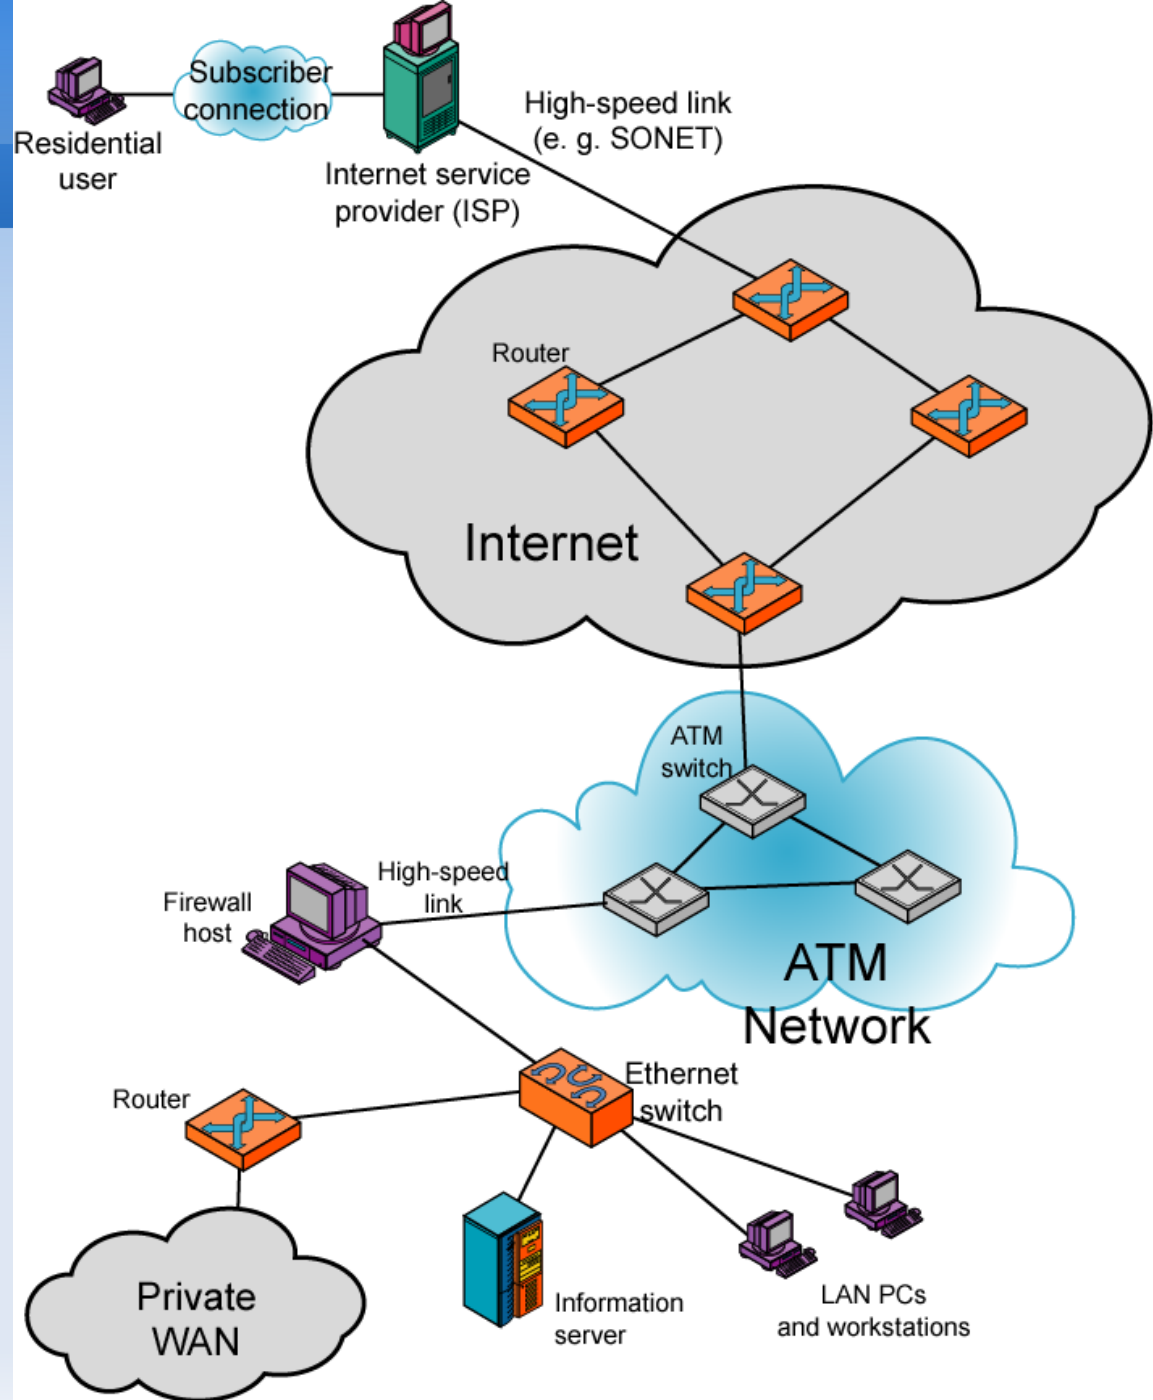 Subscriber
connection
Residential
user
Internet service
provider (ISP)
High-speed link
(e. g. SONET)
Router
Internet
ATM
switch
High-speed
link
Firewall
host
ATM
Network
Ethernet
switch
Router
Private
WAN
Information
server
LAN PCs
and workstations